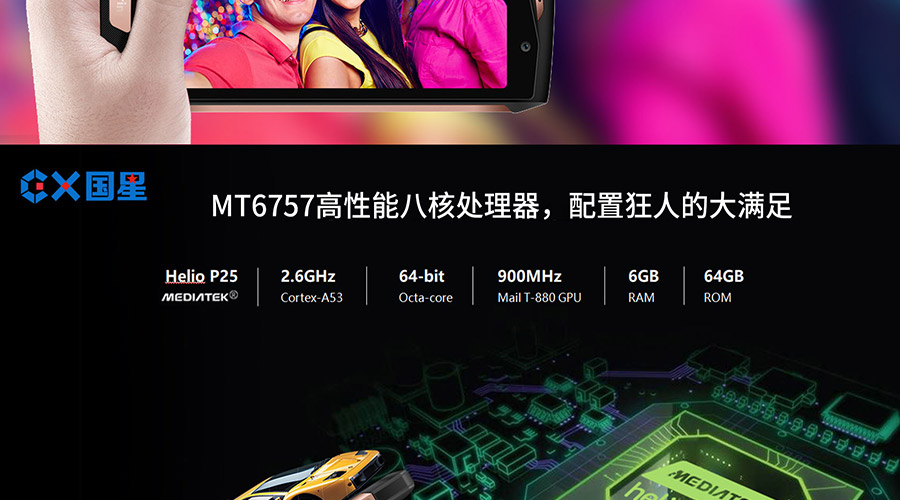 CX国星
MT6757高性能八核处理器，配置狂人的大满足
Helio P25
MEDIATEK®
2.6GHz
Cortex-A53
64-bit
Octa-core
900MHz
Mail T-880 GPU
6GB
RAM
64GB
ROM
MEDIATEK